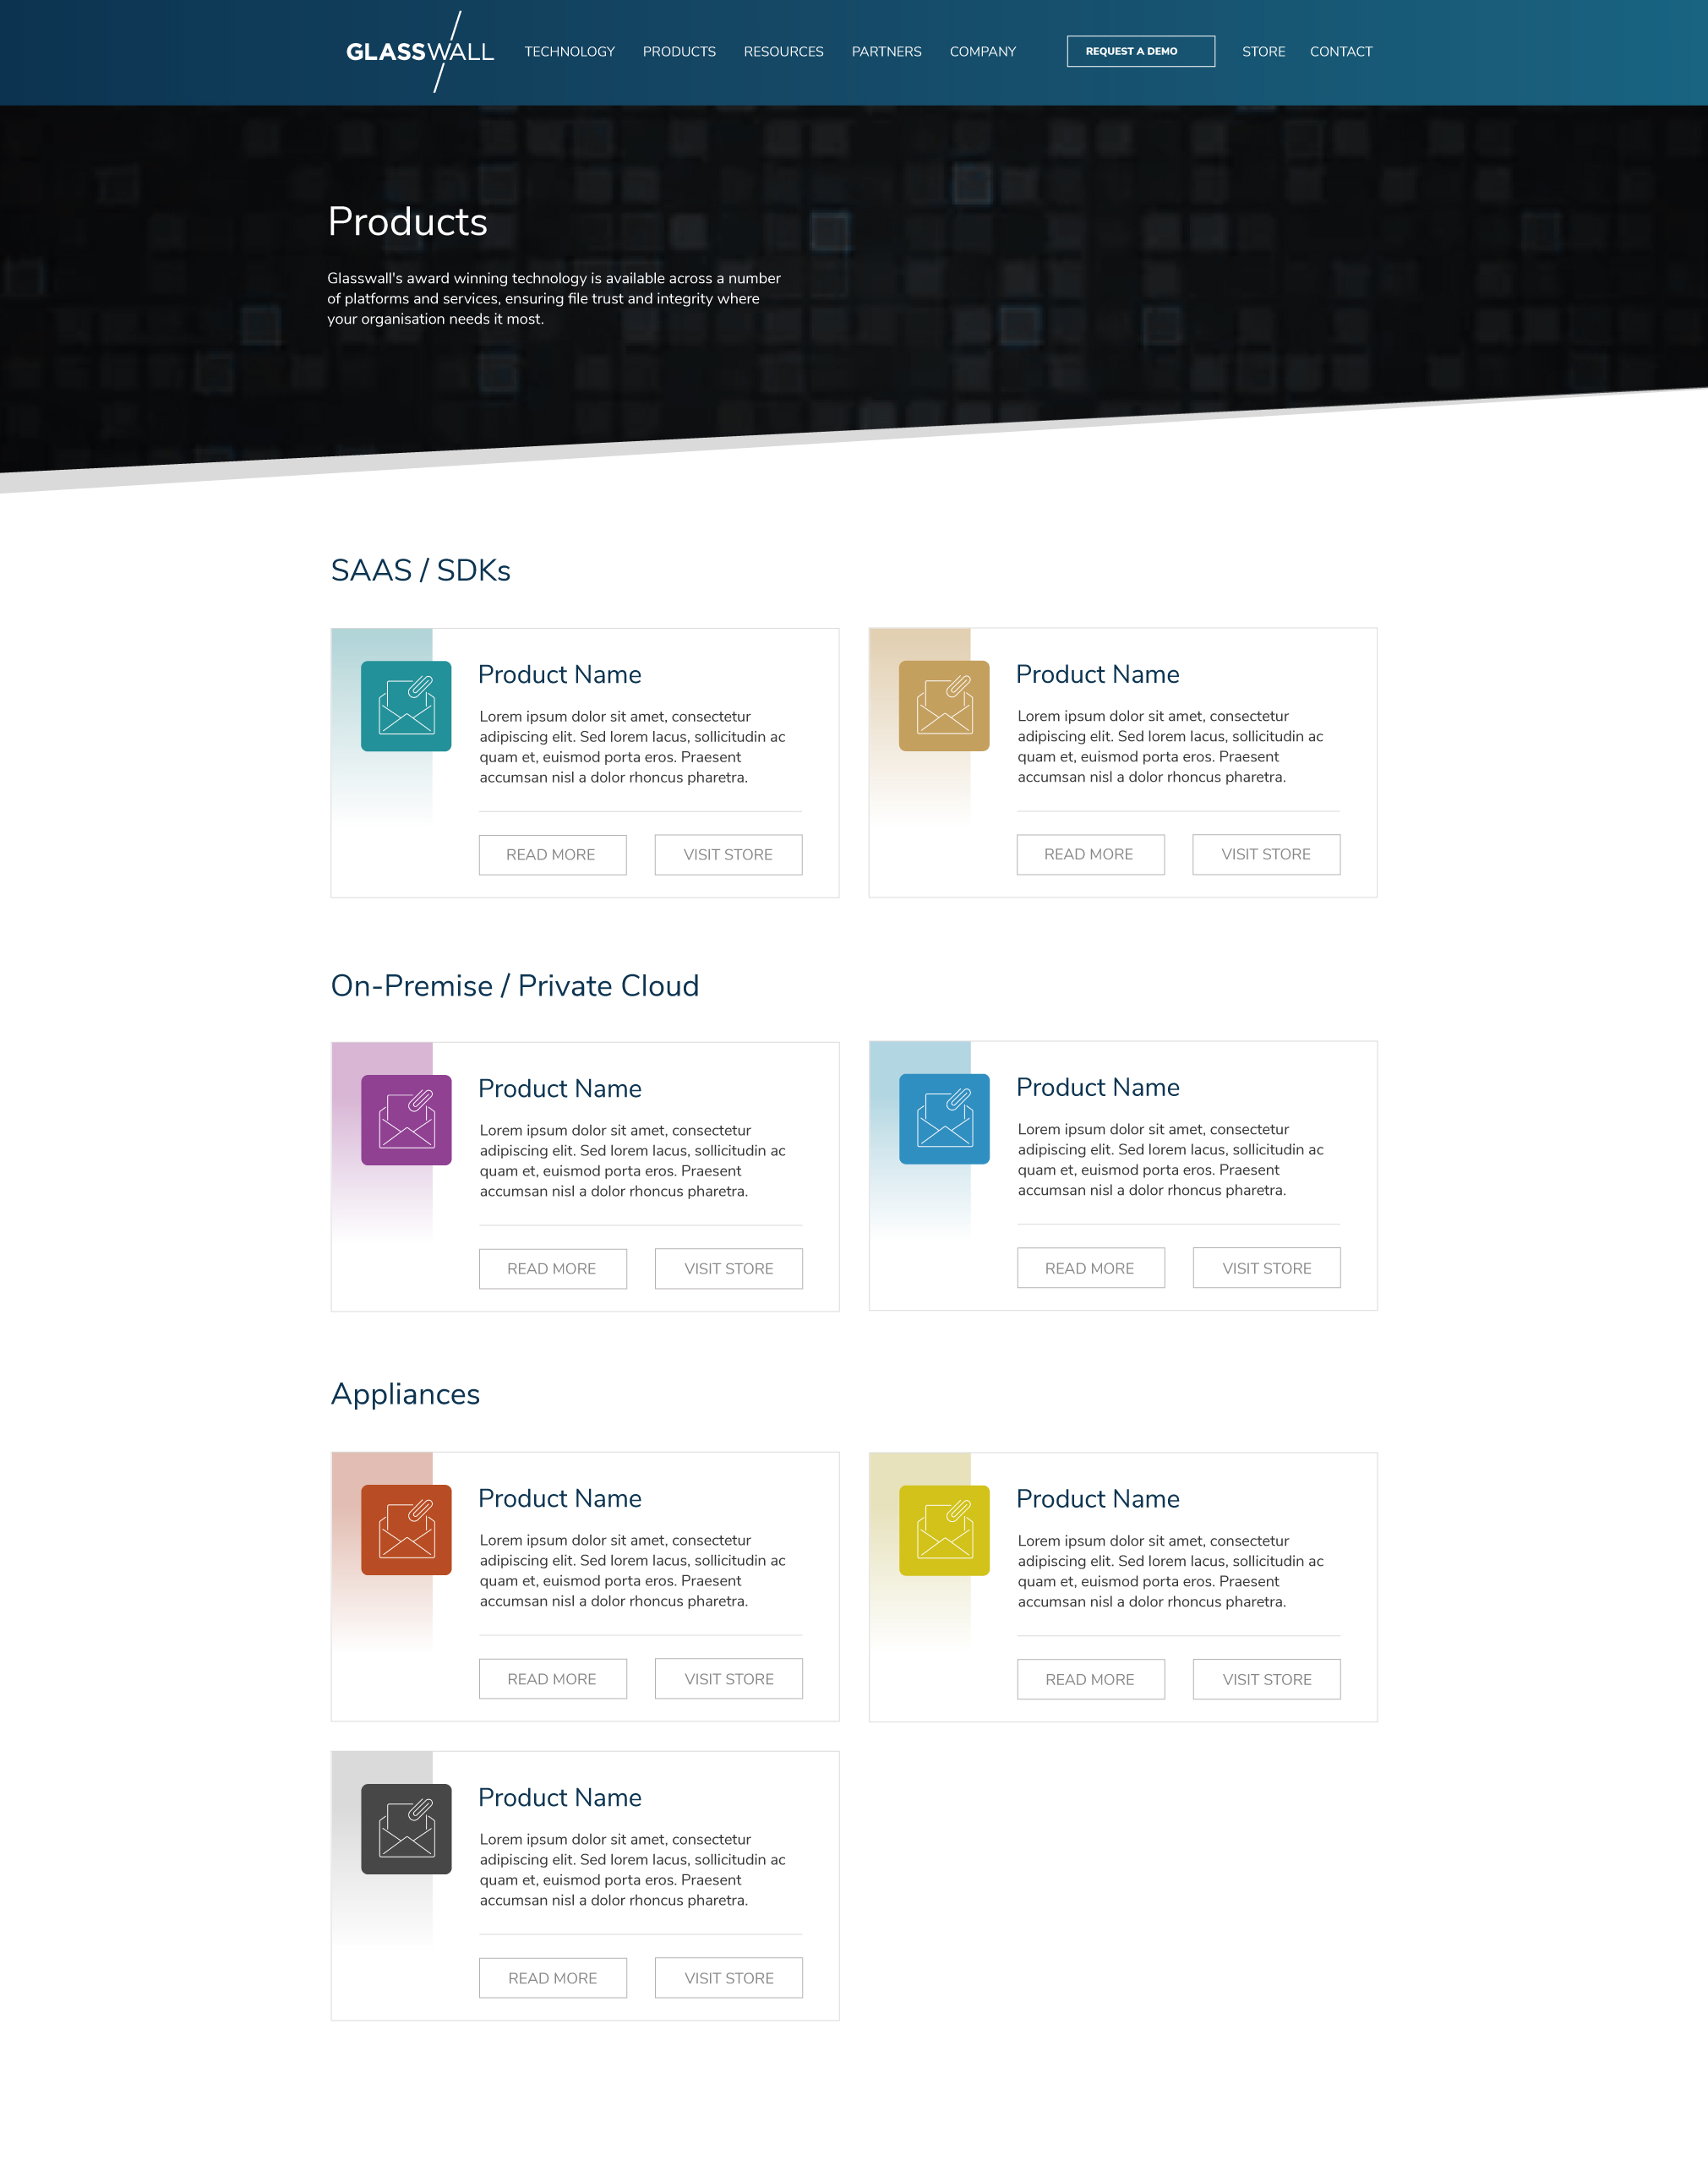 GLASSWALL TECHNOLOGY PRODUCTS RESOURCES PARTNERS COMPANY REQUEST A DEMO STORE CONTACT
Products
Glasswall's award winning technology is available across a number
of platforms and services, ensuring file trust and integrity where
your organisation needs it most.
SAAS / SDKs
Product Name
Lorem ipsum dolor sit amet, consectetur
adipiscing elit. Sed lorem lacus, sollicitudin ac
quam et, euismod porta eros. Praesent
accumsan nisl a dolor rhoncus pharetra.
READ MORE VISIT STORE
Product Name
Lorem ipsum dolor sit amet, consectetur
adipiscing elit. Sed lorem lacus, sollicitudin ac
quam et, euismod porta eros. Praesent
accumsan nisl a dolor rhoncus pharetra.
READ MORE VISIT STORE
On-Premise / Private Cloud
Product Name
Lorem ipsum dolor sit amet, consectetur
adipiscing elit. Sed lorem lacus, sollicitudin ac
quam et, euismod porta eros. Praesent
accumsan nisl a dolor rhoncus pharetra.
READ MORE VISIT STORE
Product Name
Lorem ipsum dolor sit amet, consectetur
adipiscing elit. Sed lorem lacus, sollicitudin ac
quam et, euismod porta eros. Praesent
accumsan nisl a dolor rhoncus pharetra.
READ MORE VISIT STORE
Appliances
Product Name
Lorem ipsum dolor sit amet, consectetur
adipiscing elit. Sed lorem lacus, sollicitudin ac
quam et, euismod porta eros. Praesent
accumsan nisl a dolor rhoncus pharetra.
READ MORE VISIT STORE
Product Name
Lorem ipsum dolor sit amet, consectetur
adipiscing elit. Sed lorem lacus, sollicitudin ac
quam et, euismod porta eros. Praesent
accumsan nisl a dolor rhoncus pharetra.
READ MORE VISIT STORE
Product Name
Lorem ipsum dolor sit amet, consectetur
adipiscing elit. Sed lorem lacus, sollicitudin ac
quam et, euismod porta eros. Praesent
accumsan nisl a dolor rhoncus pharetra.
READ MORE VISIT STORE